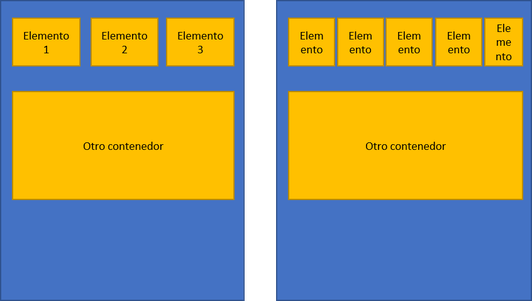 Elemento
1
Elemento
2
Elemento
3
Otro contenedor
Elem
ento
Elem
ento
Elem
ento
Elem
ento
Ele
me
nto
Otro contenedor